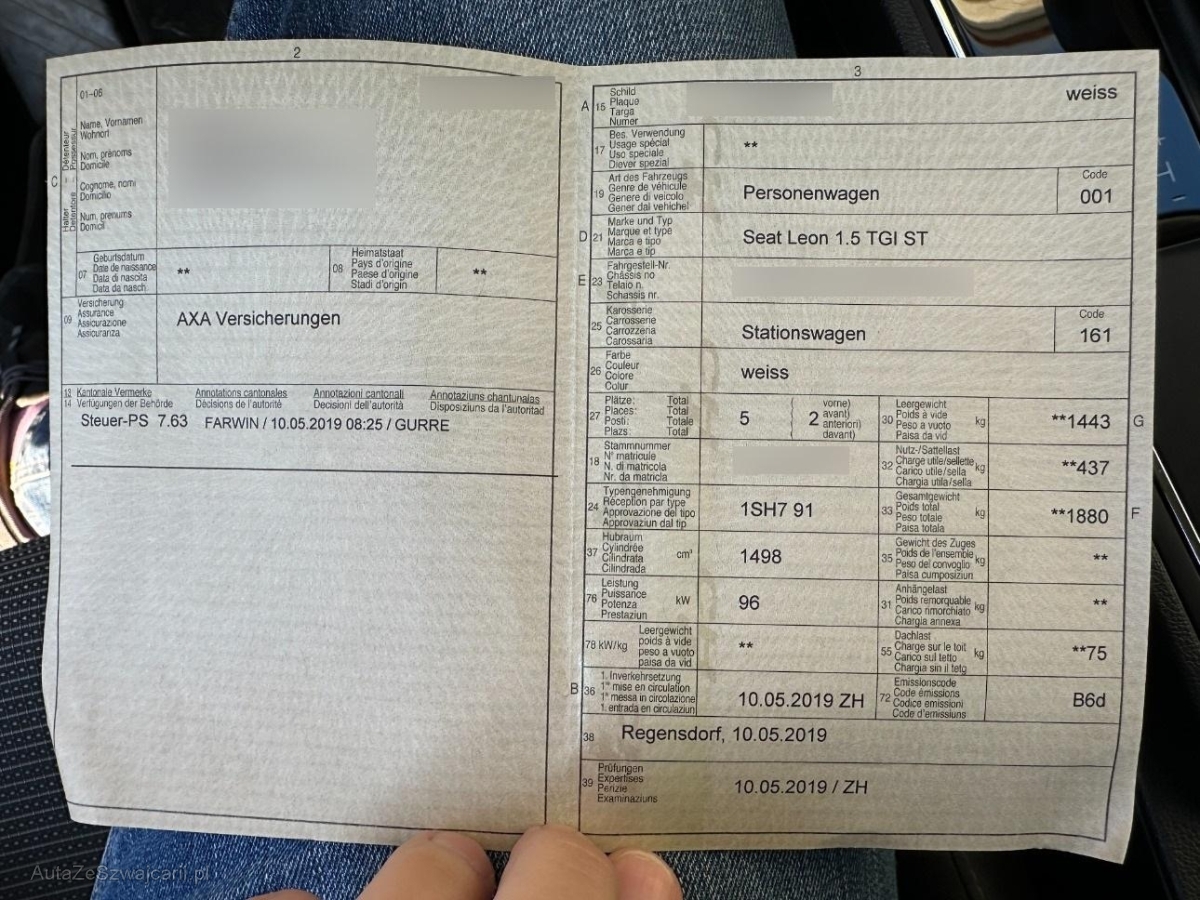 2
01-05
Halter Détenteur
Detentore Possessur
C
Name, Vornamen
Wohnort
Nom, prénoms
Domicile
Cognome, nomi
Domicilio
Num, prenums
Domicil
07
Geburtsdatum
Date de naissance
Data di nascita
Data da nasch.
**
08
Heimatstaat
Pays d'origine
Paese d'origine
Stadi d'origin
**
09
Versicherung
Assurance
Assicurazione
Assicuranza
AXA Versicherungen
13 Kantonale Vermerke Annotations cantonales Annotazioni cantonali Annotaziuns chantunalas
14 Verfügungen der Behörde Décisions de l'autorité Decisioni dell'autorità Disposiziuns da l'autoritad
Steuer-PS 7.63 FARWIN / 10.05.2019 08:25 / GURRE
3
A 15
Schild
Plaque
Targa
Numer
weiss
17
Bes. Verwendung
Usage spécial
Uso speciale
Diever spezial
**
19
Art des Fahrzeugs
Genre de véhicule
Genere di veicolo
Gener dal vehichel
Personenwagen
Code
001
D 21
Marke und Typ
Marque et type
Marca e tipo
Marca e tip
Seat Leon 1.5 TGI ST
E 23
Fahrgestell-Nr.
Châssis no
Telaio n.
Schassis nr.
25
Karosserie
Carrosserie
Carrozzeria
Carossaria
Stationswagen
Code
161
26
Farbe
Couleur
Colore
Colur
weiss
27
Plätze: Total
Places: Total
Posti: Totale
Plazs: Total
5
2
vorne)
avant)
anteriori)
davant)
30
Leergewicht
Poids à vide
Peso a vuoto
Paisa da vid
kg
**1443
G
18
Stammnummer
N° matricule
N. di matricola
Nr. da matricla
32
Nutz-/Sattellast
Charge utile/sellette
Carico utile/sella
Chargia utila/sella
kg
**437
24
Typengenehmigung
Réception par type
Approvazione del tipo
Approvaziun dal tip
1SH7 91
33
Gesamtgewicht
Poids total
Peso totale
Paisa totala
kg
**1880
F
37
Hubraum
Cylindrée
Cilindrata
Cilindrada
cm³
1498
35
Gewicht des Zuges
Poids de l'ensemble
Peso del convoglio
Paisa cumposiziun
kg
**
76
Leistung
Puissance
Potenza
Prestaziun
kW
96
31
Anhängelast
Poids remorquable
Carico rimorchiato
Chargia annexa
kg
**
78 kW/kg
Leergewicht
poids à vide
peso a vuoto
paisa da vid
**
55
Dachlast
Charge sur le toit
Carico sul tetto
Chargia sin il tetg
kg
**75
B 36
1. Inverkehrsetzung
1re mise en circulation
1a messa in circolazione
1. entrada en circulaziun
10.05.2019 ZH
72
Emissionscode
Code émissions
Codice emissioni
Code d'emissiuns
B6d
38
Regensdorf, 10.05.2019
39
Prüfungen
Expertises
Perizie
Examinaziuns
10.05.2019 / ZH
AutaZeSzwajcarii.pl